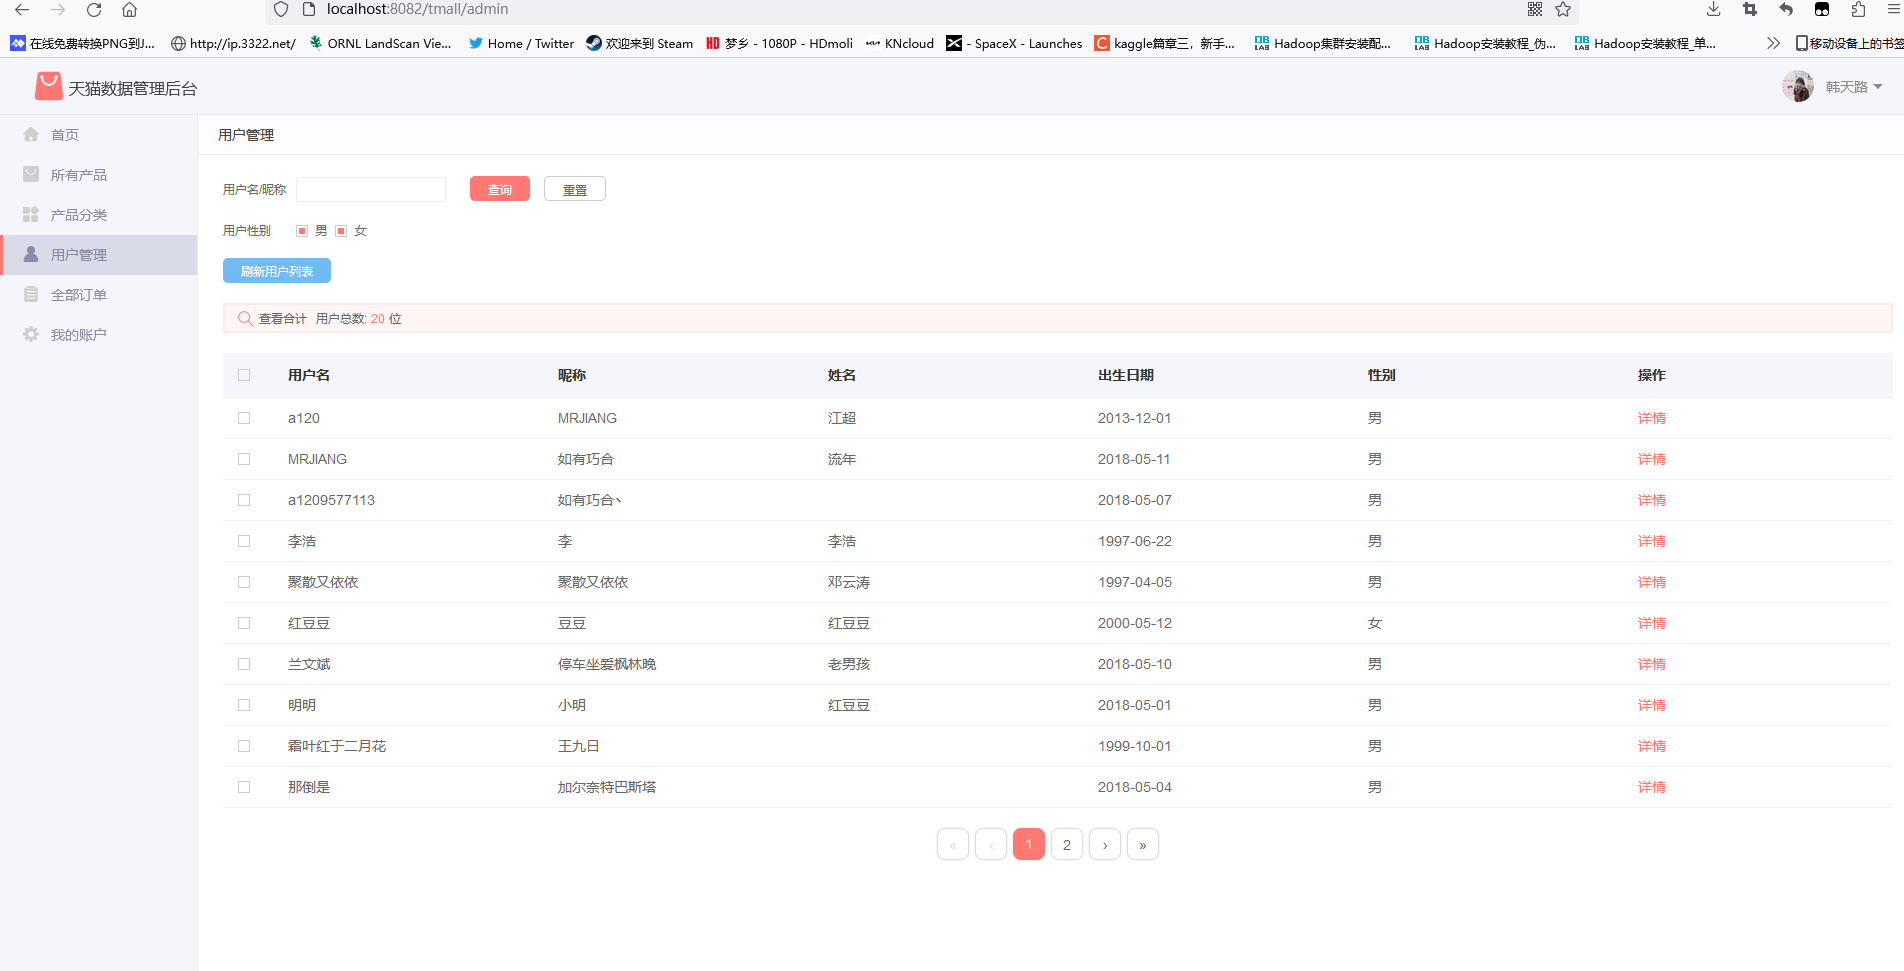 localhost:8082/tmall/admin
在线免费转换PNG到J... http://ip.3322.net/ ORNL LandScan Vie... Home / Twitter 欢迎来到 Steam HD 梦乡 - 1080P - HDmoli KNcloud - SpaceX - Launches kaggle篇章三，新手... Hadoop集群安装配... Hadoop安装教程_伪... Hadoop安装教程_单... 移动设备上的书签
天猫数据管理后台 韩天路
首页
所有产品
产品分类
用户管理
全部订单
我的账户
用户管理
用户名/昵称 查询 重置
用户性别 男 女
刷新用户列表
查看合计 用户总数: 20 位
用户名 昵称 姓名 出生日期 性别 操作
a120 MRJIANG 江超 2013-12-01 男 详情
MRJIANG 如有巧合 流年 2018-05-11 男 详情
a1209577113 如有巧合丶 2018-05-07 男 详情
李浩 李 李浩 1997-06-22 男 详情
聚散又依依 聚散又依依 邓云涛 1997-04-05 男 详情
红豆豆 豆豆 红豆豆 2000-05-12 女 详情
兰文斌 停车坐爱枫林晚 老男孩 2018-05-10 男 详情
明明 小明 红豆豆 2018-05-01 男 详情
霜叶红于二月花 王九日 1999-10-01 男 详情
那倒是 加尔奈特巴斯塔 2018-05-04 男 详情
« ‹ 1 2 › »